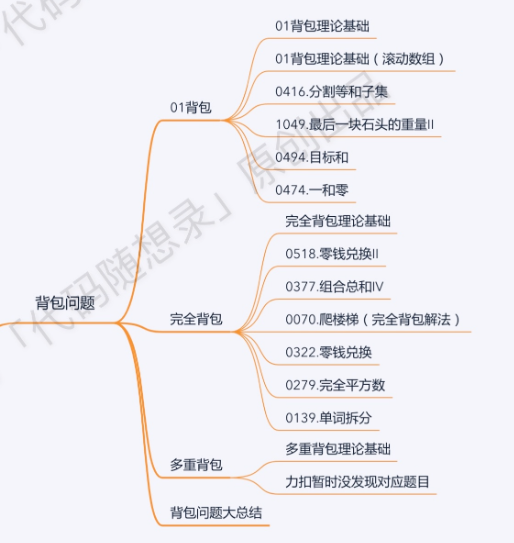 代码
01背包理论基础
01背包理论基础（滚动数组）
0416.分割等和子集
01背包
1049.最后一块石头的重量II
0494.目标和
0474.一和零
「代码随想录」原创出品
完全背包理论基础
0518.零钱兑换II
0377.组合总和IV
背包问题
完全背包
0070.爬楼梯（完全背包解法）
0322.零钱兑换
0279.完全平方数
0139.单词拆分
多重背包理论基础
多重背包
力扣暂时没发现对应题目
背包问题大总结